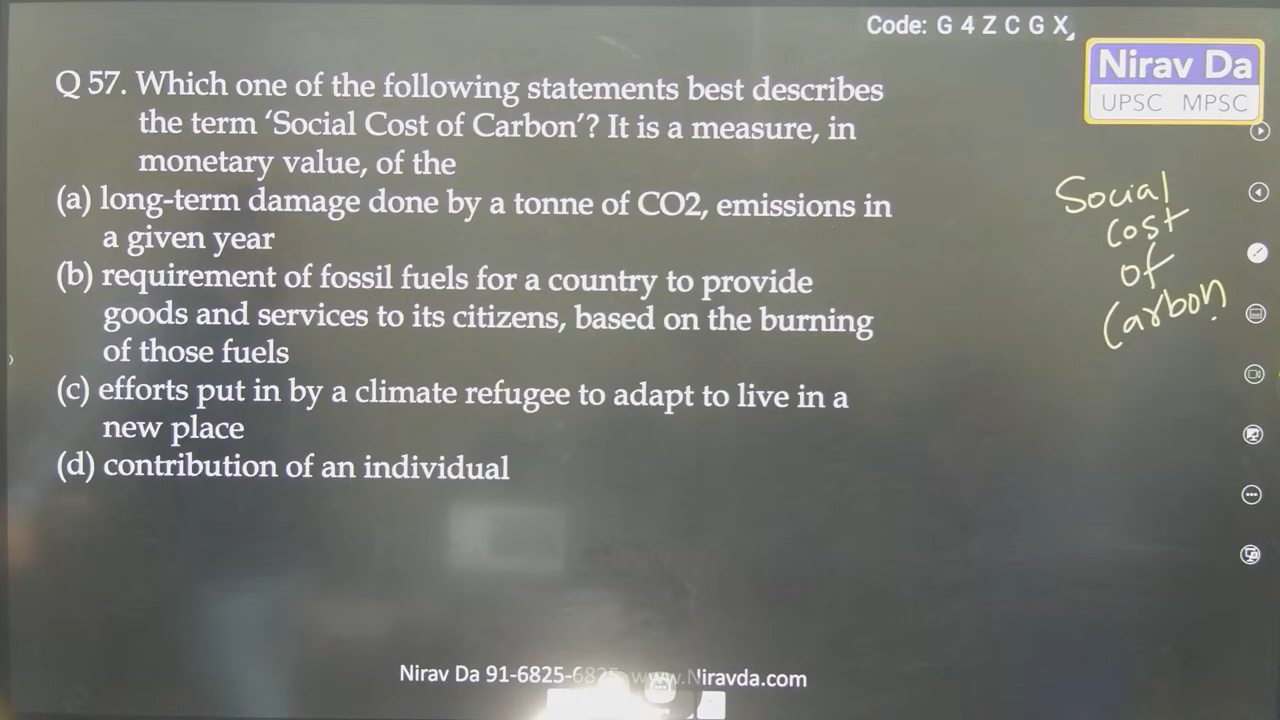 Code: G 4 Z C G X
Nirav Da
UPSC MPSC
Q 57. Which one of the following statements best describes
the term ‘Social Cost of Carbon’? It is a measure, in
monetary value, of the
(a) long-term damage done by a tonne of CO2, emissions in
a given year
(b) requirement of fossil fuels for a country to provide
goods and services to its citizens, based on the burning
of those fuels
(c) efforts put in by a climate refugee to adapt to live in a
new place
(d) contribution of an individual
Social
cost
of
Carbon
Nirav Da 91-6825-6825 www.Niravda.com